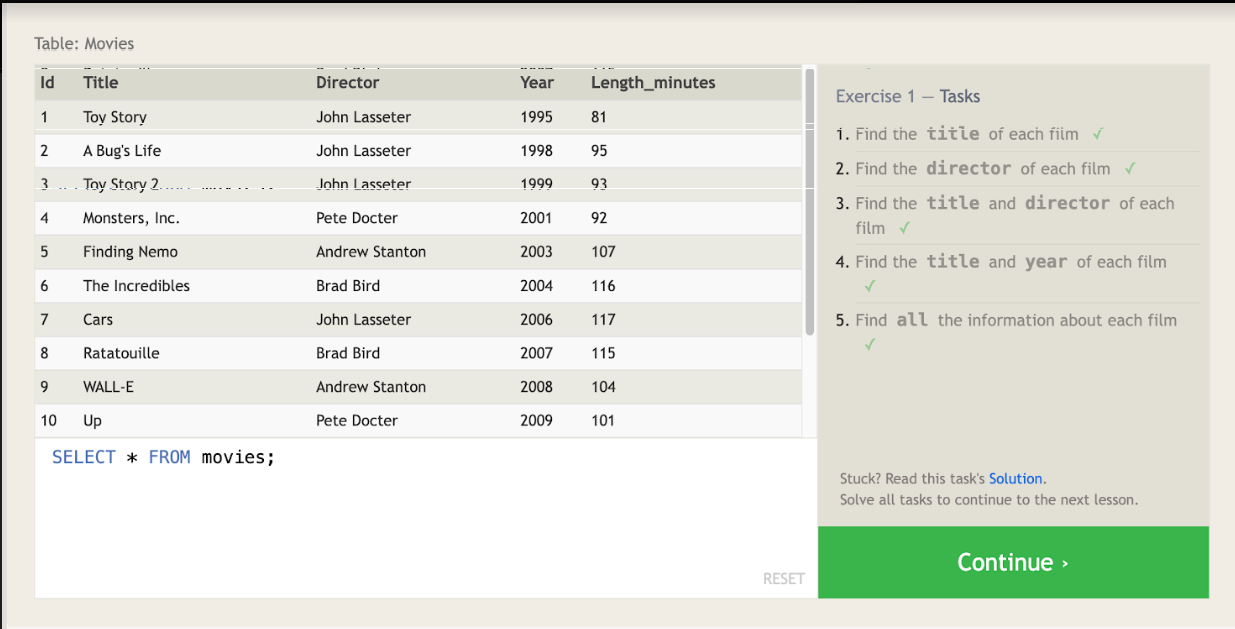 Table: Movies
Id Title Director Year Length_minutes
1 Toy Story John Lasseter 1995 81
2 A Bug's Life John Lasseter 1998 95
3 Toy Story 2 John Lasseter 1999 93
4 Monsters, Inc. Pete Docter 2001 92
5 Finding Nemo Andrew Stanton 2003 107
6 The Incredibles Brad Bird 2004 116
7 Cars John Lasseter 2006 117
8 Ratatouille Brad Bird 2007 115
9 WALL-E Andrew Stanton 2008 104
10 Up Pete Docter 2009 101
SELECT * FROM movies;
RESET
Exercise 1 — Tasks
1. Find the title of each film ✓
2. Find the director of each film ✓
3. Find the title and director of each
film ✓
4. Find the title and year of each film
✓
5. Find all the information about each film
✓
Stuck? Read this task's Solution.
Solve all tasks to continue to the next lesson.
Continue ›